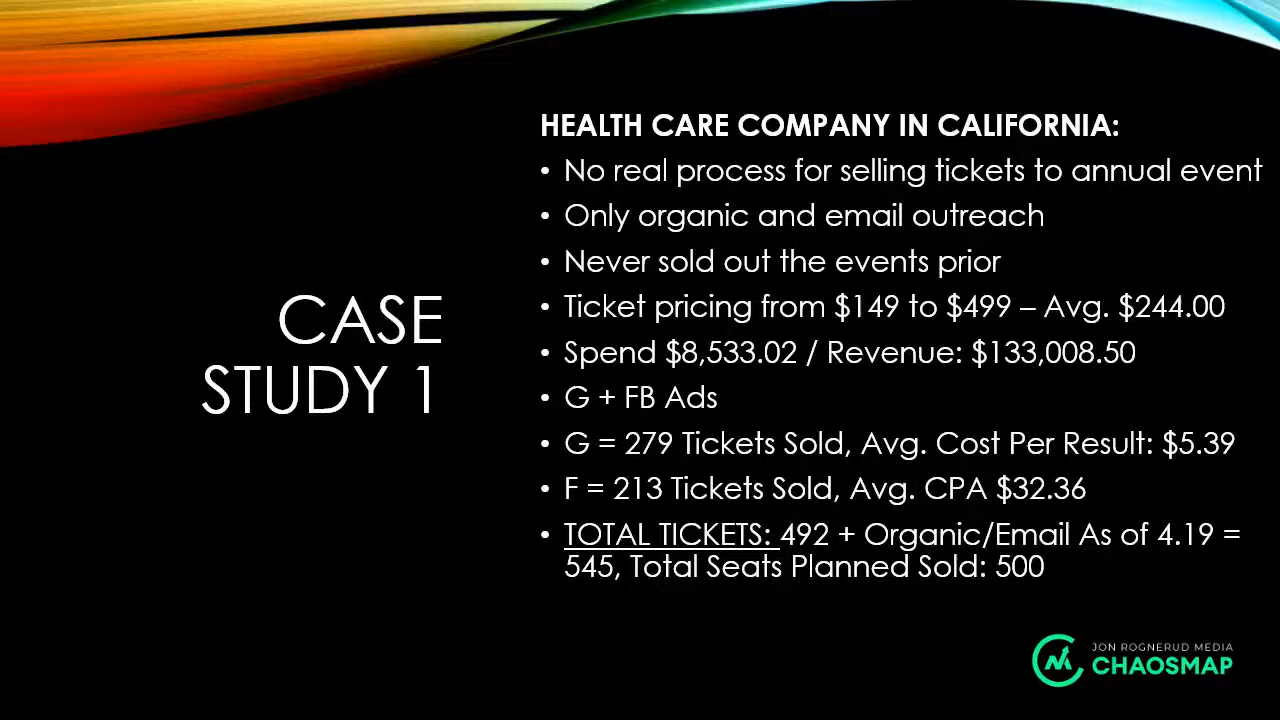 CASE
STUDY 1
HEALTH CARE COMPANY IN CALIFORNIA:
• No real process for selling tickets to annual event
• Only organic and email outreach
• Never sold out the events prior
• Ticket pricing from $149 to $499 – Avg. $244.00
• Spend $8,533.02 / Revenue: $133,008.50
• G + FB Ads
• G = 279 Tickets Sold, Avg. Cost Per Result: $5.39
• F = 213 Tickets Sold, Avg. CPA $32.36
• TOTAL TICKETS: 492 + Organic/Email As of 4.19 =
545, Total Seats Planned Sold: 500
JON ROGNERUD MEDIA
CHAOSMAP